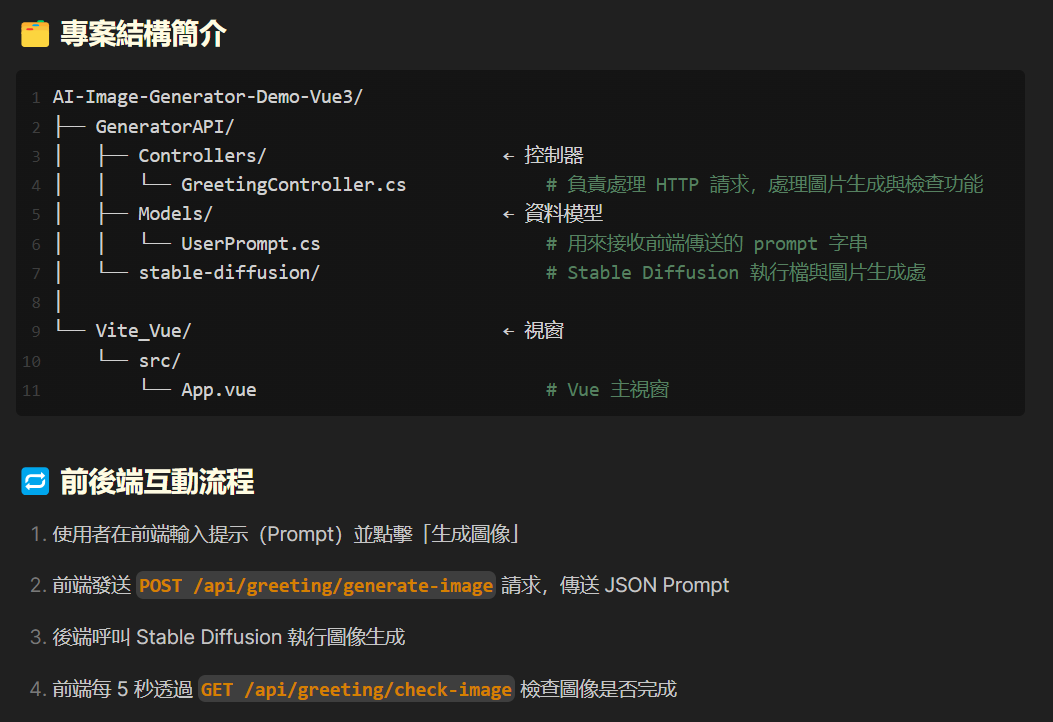 🗂️ 專案結構簡介
1 AI-Image-Generator-Demo-Vue3/
2 ├── GeneratorAPI/
3 │   ├── Controllers/                      ← 控制器
4 │   │   └── GreetingController.cs             # 負責處理 HTTP 請求，處理圖片生成與檢查功能
5 │   ├── Models/                           ← 資料模型
6 │   │   └── UserPrompt.cs                     # 用來接收前端傳送的 prompt 字串
7 │   └── stable-diffusion/                     # Stable Diffusion 執行檔與圖片生成處
8 │
9 └── Vite_Vue/                             ← 視窗
10     └── src/
11         └── App.vue                           # Vue 主視窗
🔁 前後端互動流程
1. 使用者在前端輸入提示（Prompt）並點擊「生成圖像」
2. 前端發送 POST /api/greeting/generate-image 請求，傳送 JSON Prompt
3. 後端呼叫 Stable Diffusion 執行圖像生成
4. 前端每 5 秒透過 GET /api/greeting/check-image 檢查圖像是否完成